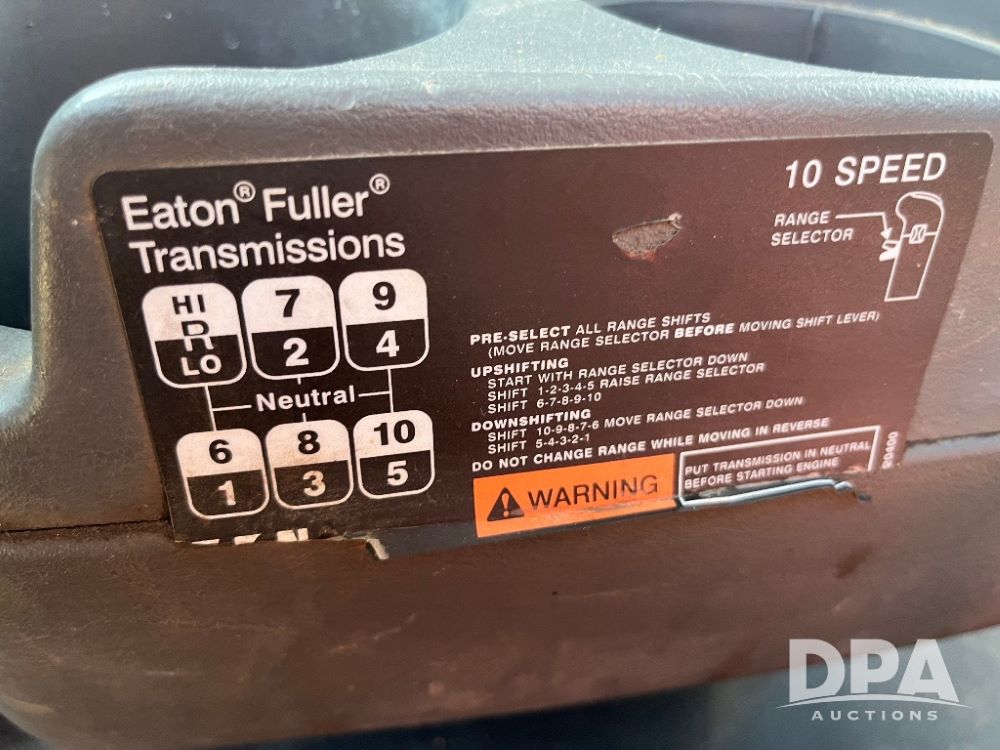 Eaton® Fuller®
Transmissions
10 SPEED
RANGE
SELECTOR
HI 7 9
R
LO 2 4
Neutral
6 8 10
1 3 5
PRE-SELECT ALL RANGE SHIFTS
(MOVE RANGE SELECTOR BEFORE MOVING SHIFT LEVER)
UPSHIFTING
START WITH RANGE SELECTOR DOWN
SHIFT 1-2-3-4-5 RAISE RANGE SELECTOR
SHIFT 6-7-8-9-10
DOWNSHIFTING
SHIFT 10-9-8-7-6 MOVE RANGE SELECTOR DOWN
SHIFT 5-4-3-2-1
DO NOT CHANGE RANGE WHILE MOVING IN REVERSE
WARNING
PUT TRANSMISSION IN NEUTRAL
BEFORE STARTING ENGINE
DPA
AUCTIONS